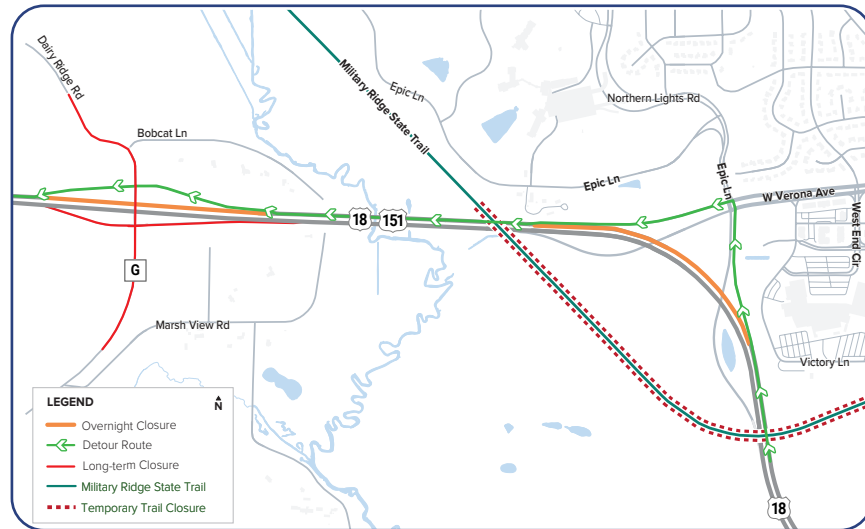 Dairy Ridge Rd
Bobcat Ln
Military Ridge State Trail
Epic Ln
Northern Lights Rd
Epic Ln
Epic Ln
W Verona Ave
West End Cir
18
151
G
Marsh View Rd
Victory Ln
18
LEGEND
N
Overnight Closure
Detour Route
Long-term Closure
Military Ridge State Trail
Temporary Trail Closure